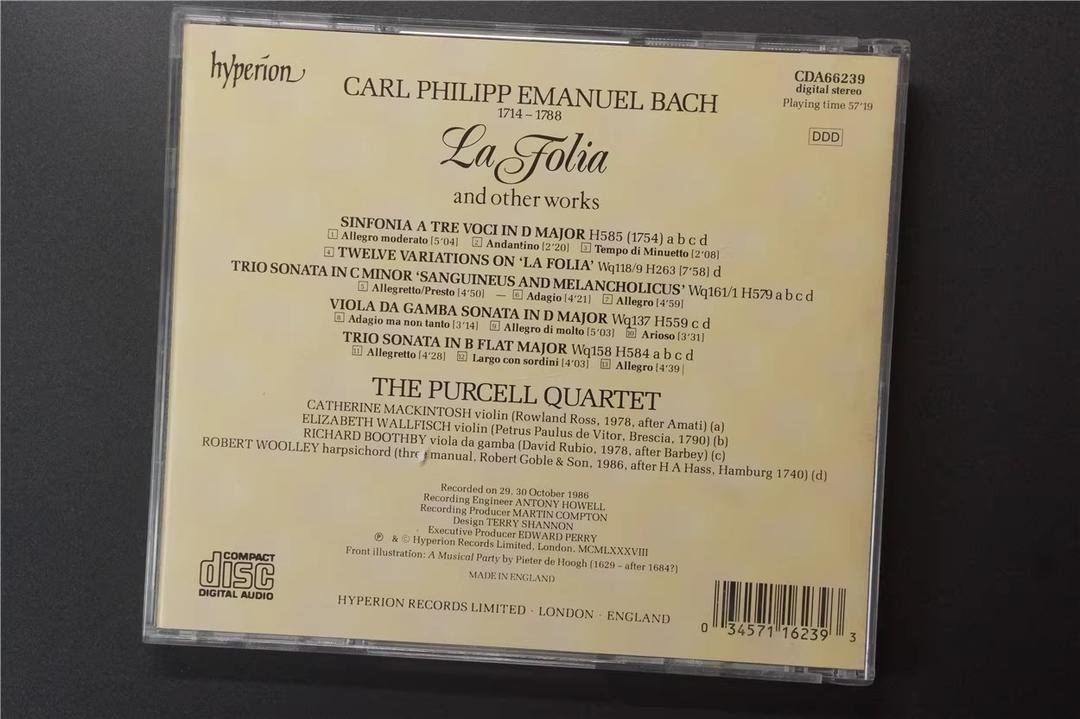 hyperion
CDA66239
digital stereo
Playing time 57'19
DDD
CARL PHILIPP EMANUEL BACH
1714 – 1788
La Folia
and other works
SINFONIA A TRE VOCI IN D MAJOR H585 (1754) a b c d
1 Allegro moderato [5'04] 2 Andantino [2'20] 3 Tempo di Minuetto [2'08]
4 TWELVE VARIATIONS ON 'LA FOLIA' Wq118/9 H263 [7'58] d
TRIO SONATA IN C MINOR 'SANGUINEUS AND MELANCHOLICUS' Wq161/1 H579 a b c d
5 Allegretto/Presto [4'50] — 6 Adagio [4'21] 7 Allegro [4'59]
VIOLA DA GAMBA SONATA IN D MAJOR Wq137 H559 c d
8 Adagio ma non tanto [3'14] 9 Allegro di molto [5'03] 10 Arioso [3'31]
TRIO SONATA IN B FLAT MAJOR Wq158 H584 a b c d
11 Allegretto [4'28] 12 Largo con sordini [4'03] 13 Allegro [4'39]
THE PURCELL QUARTET
CATHERINE MACKINTOSH violin (Rowland Ross, 1978, after Amati) (a)
ELIZABETH WALLFISCH violin (Petrus Paulus de Vitor, Brescia, 1790) (b)
RICHARD BOOTHBY viola da gamba (David Rubio, 1978, after Barbey) (c)
ROBERT WOOLLEY harpsichord (three manual, Robert Goble & Son, 1986, after H A Hass, Hamburg 1740) (d)
Recorded on 29, 30 October 1986
Recording Engineer ANTONY HOWELL
Recording Producer MARTIN COMPTON
Design TERRY SHANNON
Executive Producer EDWARD PERRY
℗ & © Hyperion Records Limited, London, MCMLXXXVIII
Front illustration: A Musical Party by Pieter de Hoogh (1629 – after 1684?)
MADE IN ENGLAND
COMPACT
disc
DIGITAL AUDIO
HYPERION RECORDS LIMITED · LONDON · ENGLAND
0 34571 16239 3